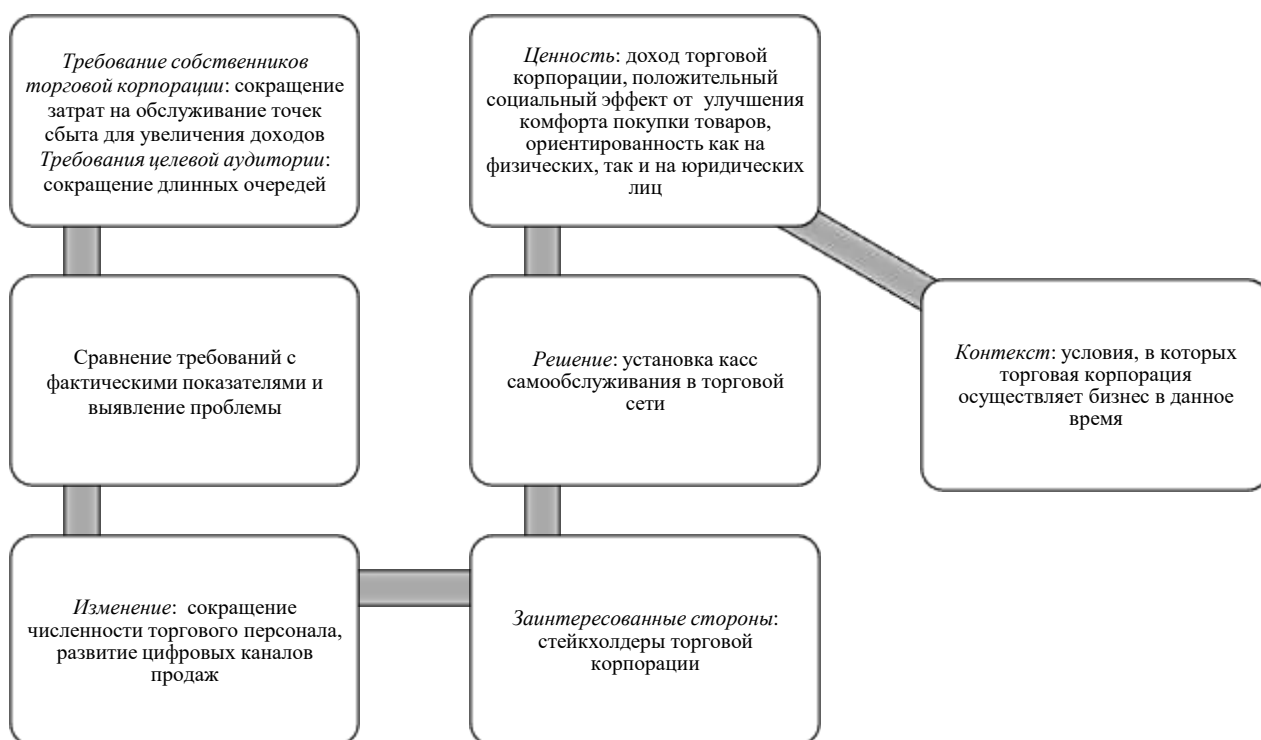 Требование собственников
торговой корпорации: сокращение
затрат на обслуживание точек
сбыта для увеличения доходов
Требования целевой аудитории:
сокращение длинных очередей
Сравнение требований с
фактическими показателями и
выявление проблемы
Изменение: сокращение
численности торгового персонала,
развитие цифровых каналов
продаж
Заинтересованные стороны:
стейкхолдеры торговой
корпорации
Решение: установка касс
самообслуживания в торговой
сети
Ценность: доход торговой
корпорации, положительный
социальный эффект от улучшения
комфорта покупки товаров,
ориентированность как на
физических, так и на юридических
лиц
Контекст: условия, в которых
торговая корпорация
осуществляет бизнес в данное
время